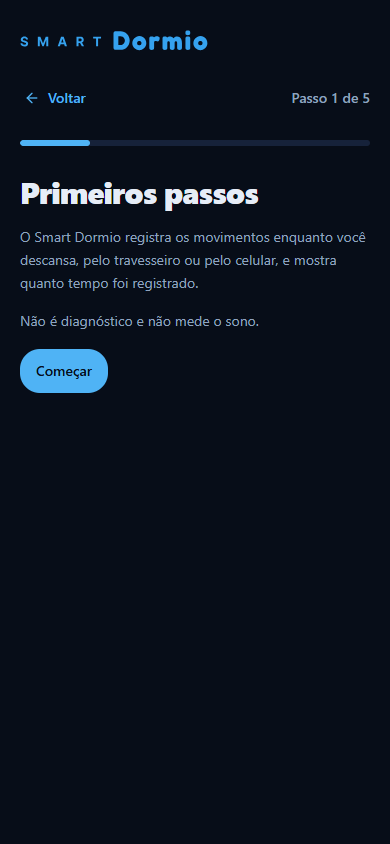 SMART Dormio
← Voltar
Passo 1 de 5
Primeiros passos
O Smart Dormio registra os movimentos enquanto você
descansa, pelo travesseiro ou pelo celular, e mostra
quanto tempo foi registrado.
Não é diagnóstico e não mede o sono.
Começar